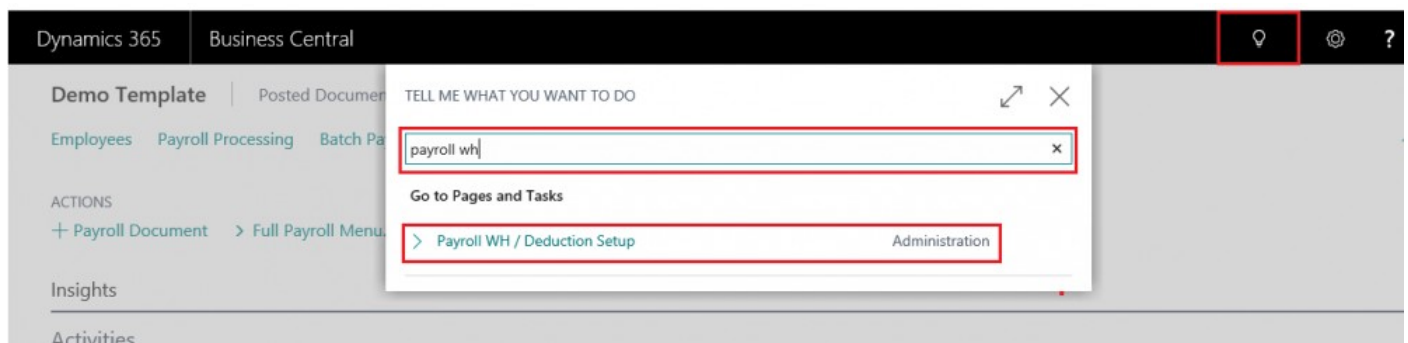 Dynamics 365 Business Central ?
Demo Template Posted Documen
TELL ME WHAT YOU WANT TO DO
Employees Payroll Processing Batch Pa
payroll wh
Go to Pages and Tasks
ACTIONS
+ Payroll Document > Full Payroll Menu.
> Payroll WH / Deduction Setup Administration
Insights
Activities